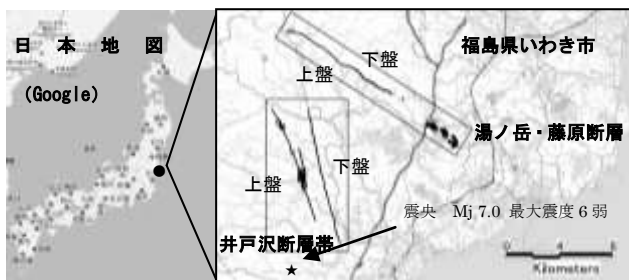 日本地図
(Google)
福島県いわき市
下盤
上盤
湯ノ岳・藤原断層
下盤
上盤
震央 Mj 7.0 最大震度６弱
井戸沢断層帯
Kilometers